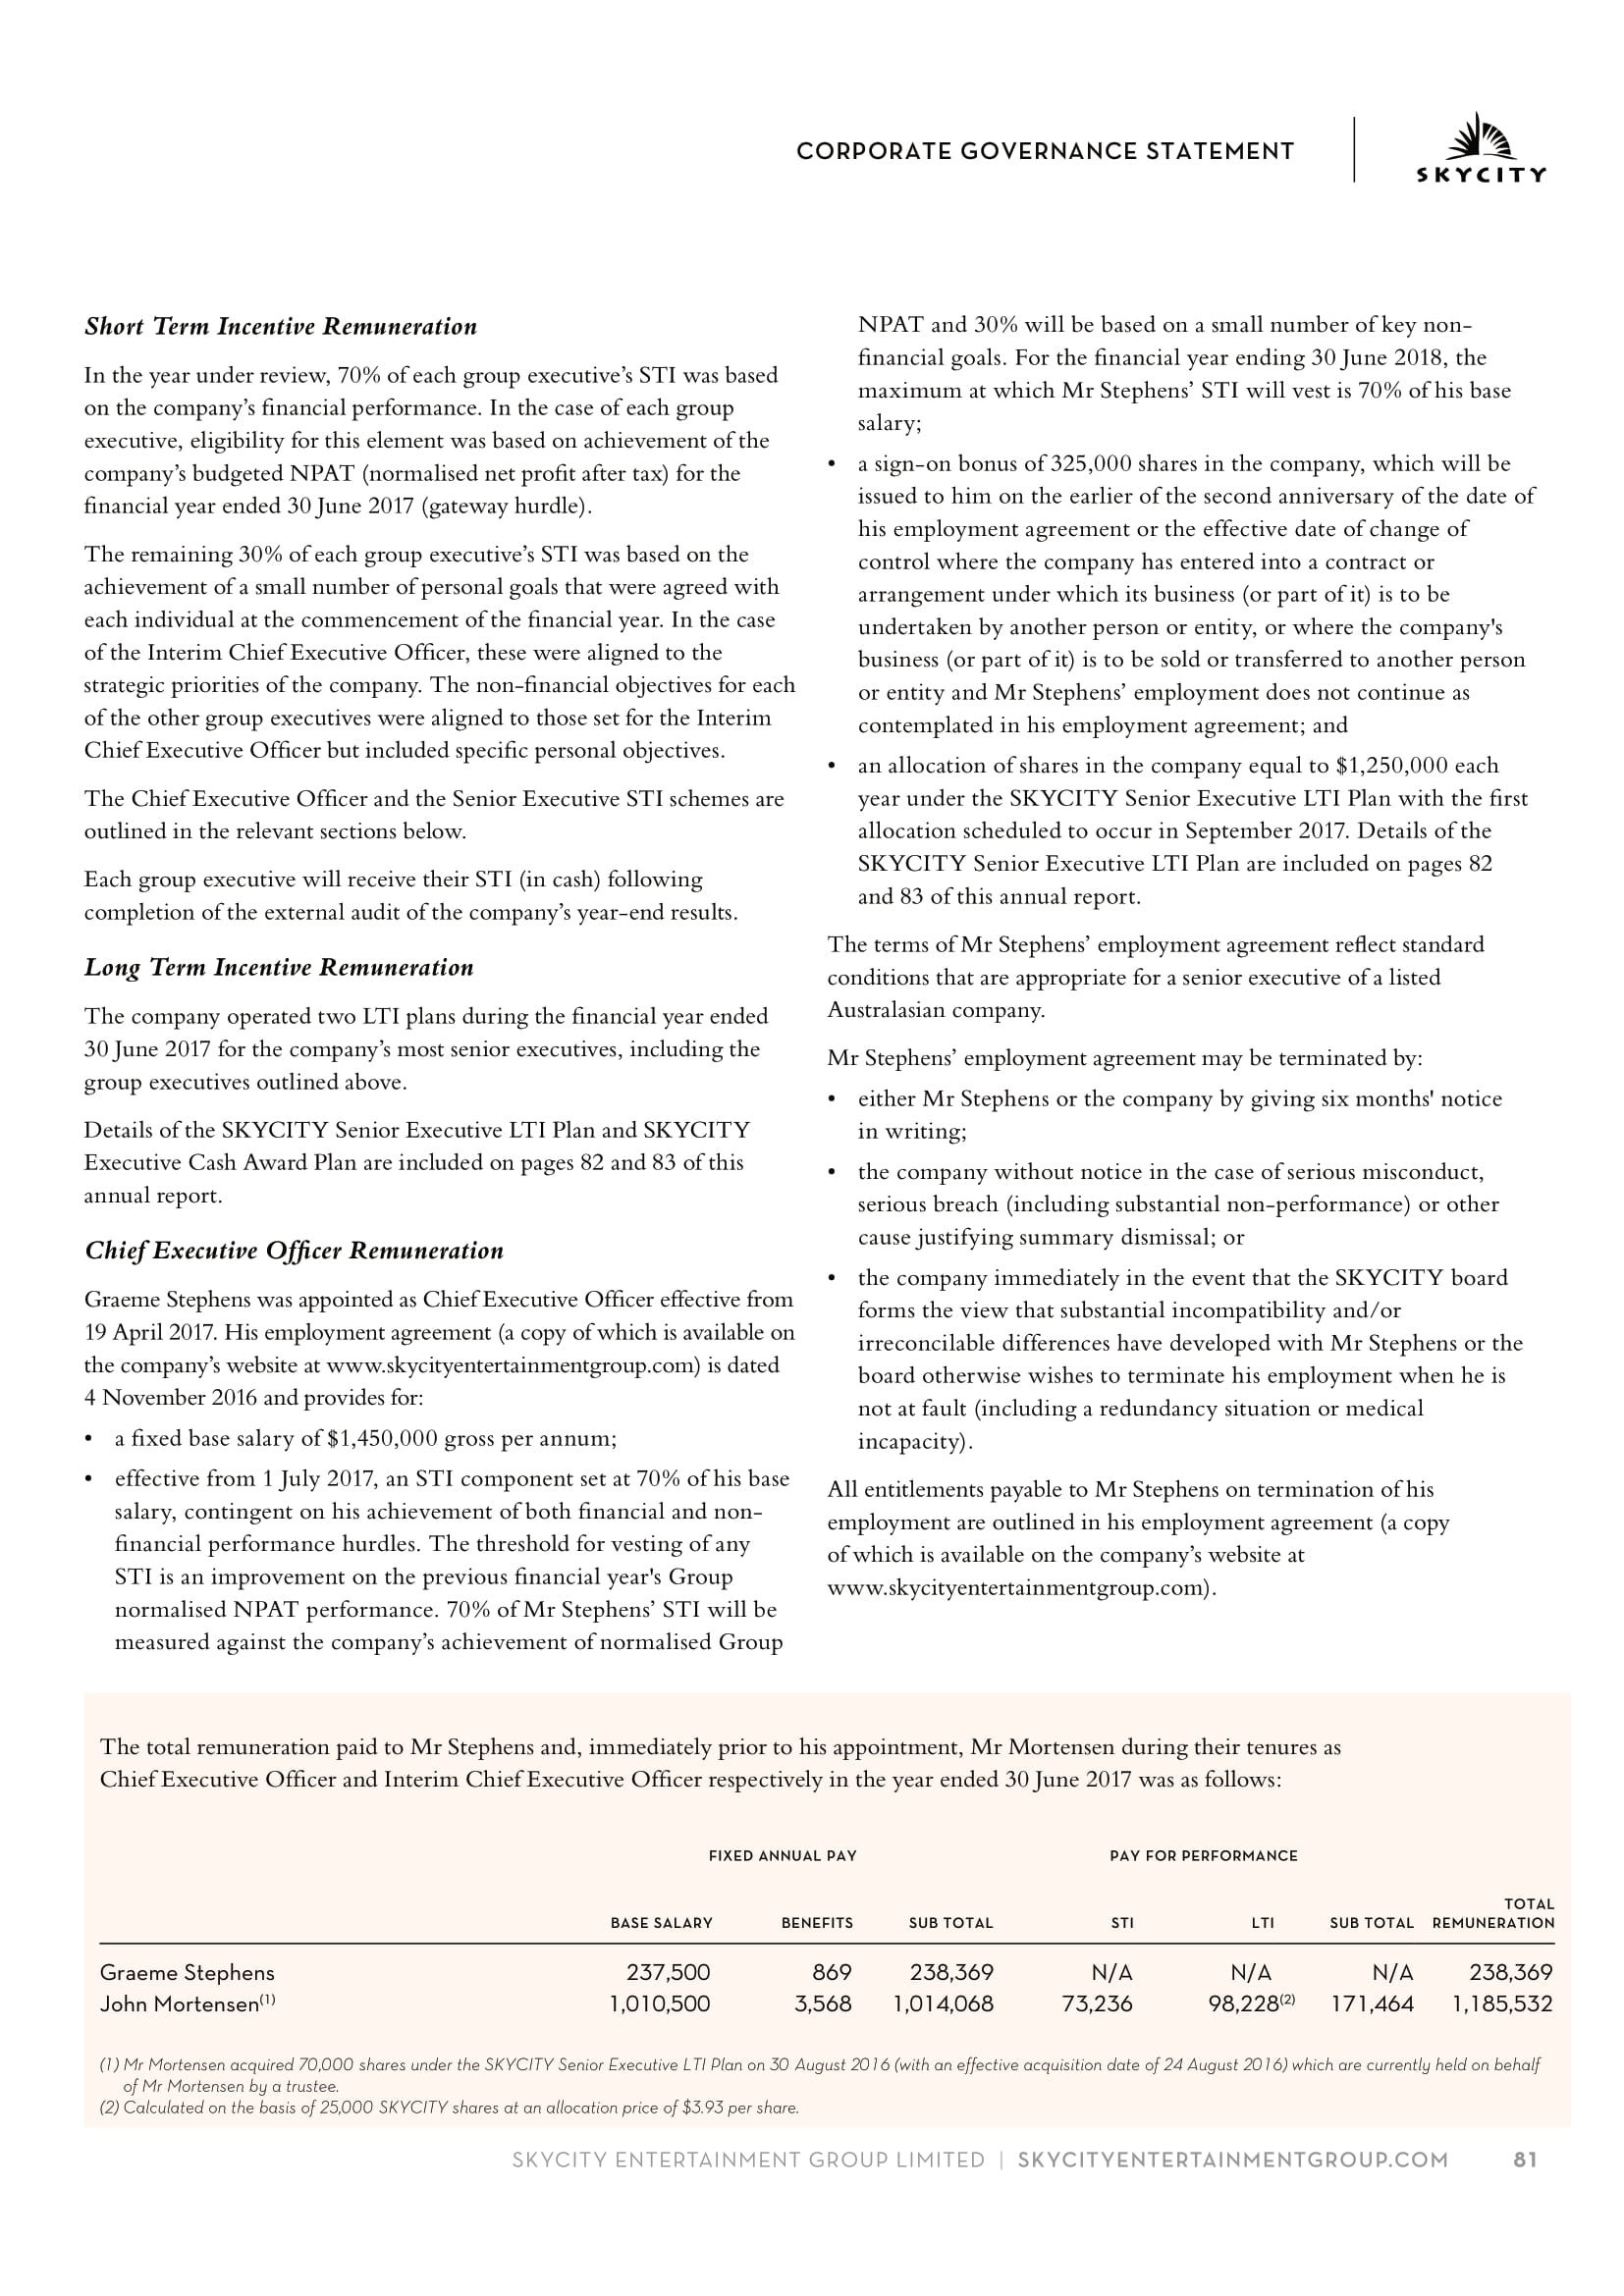 CORPORATE GOVERNANCE STATEMENT
SKYCITY
Short Term Incentive Remuneration
In the year under review, 70% of each group executive’s STI was based
on the company’s financial performance. In the case of each group
executive, eligibility for this element was based on achievement of the
company’s budgeted NPAT (normalised net profit after tax) for the
financial year ended 30 June 2017 (gateway hurdle).
The remaining 30% of each group executive’s STI was based on the
achievement of a small number of personal goals that were agreed with
each individual at the commencement of the financial year. In the case
of the Interim Chief Executive Officer, these were aligned to the
strategic priorities of the company. The non-financial objectives for each
of the other group executives were aligned to those set for the Interim
Chief Executive Officer but included specific personal objectives.
The Chief Executive Officer and the Senior Executive STI schemes are
outlined in the relevant sections below.
Each group executive will receive their STI (in cash) following
completion of the external audit of the company’s year-end results.
Long Term Incentive Remuneration
The company operated two LTI plans during the financial year ended
30 June 2017 for the company’s most senior executives, including the
group executives outlined above.
Details of the SKYCITY Senior Executive LTI Plan and SKYCITY
Executive Cash Award Plan are included on pages 82 and 83 of this
annual report.
Chief Executive Officer Remuneration
Graeme Stephens was appointed as Chief Executive Officer effective from
19 April 2017. His employment agreement (a copy of which is available on
the company’s website at www.skycityentertainmentgroup.com) is dated
4 November 2016 and provides for:
• a fixed base salary of $1,450,000 gross per annum;
• effective from 1 July 2017, an STI component set at 70% of his base
salary, contingent on his achievement of both financial and non-
financial performance hurdles. The threshold for vesting of any
STI is an improvement on the previous financial year's Group
normalised NPAT performance. 70% of Mr Stephens’ STI will be
measured against the company’s achievement of normalised Group
NPAT and 30% will be based on a small number of key non-
financial goals. For the financial year ending 30 June 2018, the
maximum at which Mr Stephens’ STI will vest is 70% of his base
salary;
• a sign-on bonus of 325,000 shares in the company, which will be
issued to him on the earlier of the second anniversary of the date of
his employment agreement or the effective date of change of
control where the company has entered into a contract or
arrangement under which its business (or part of it) is to be
undertaken by another person or entity, or where the company's
business (or part of it) is to be sold or transferred to another person
or entity and Mr Stephens’ employment does not continue as
contemplated in his employment agreement; and
• an allocation of shares in the company equal to $1,250,000 each
year under the SKYCITY Senior Executive LTI Plan with the first
allocation scheduled to occur in September 2017. Details of the
SKYCITY Senior Executive LTI Plan are included on pages 82
and 83 of this annual report.
The terms of Mr Stephens’ employment agreement reflect standard
conditions that are appropriate for a senior executive of a listed
Australasian company.
Mr Stephens’ employment agreement may be terminated by:
• either Mr Stephens or the company by giving six months' notice
in writing;
• the company without notice in the case of serious misconduct,
serious breach (including substantial non-performance) or other
cause justifying summary dismissal; or
• the company immediately in the event that the SKYCITY board
forms the view that substantial incompatibility and/or
irreconcilable differences have developed with Mr Stephens or the
board otherwise wishes to terminate his employment when he is
not at fault (including a redundancy situation or medical
incapacity).
All entitlements payable to Mr Stephens on termination of his
employment are outlined in his employment agreement (a copy
of which is available on the company’s website at
www.skycityentertainmentgroup.com).
The total remuneration paid to Mr Stephens and, immediately prior to his appointment, Mr Mortensen during their tenures as
Chief Executive Officer and Interim Chief Executive Officer respectively in the year ended 30 June 2017 was as follows:
FIXED ANNUAL PAY PAY FOR PERFORMANCE
BASE SALARY BENEFITS SUB TOTAL STI LTI SUB TOTAL TOTAL REMUNERATION
Graeme Stephens 237,500 869 238,369 N/A N/A N/A 238,369
John Mortensen(1) 1,010,500 3,568 1,014,068 73,236 98,228(2) 171,464 1,185,532
(1) Mr Mortensen acquired 70,000 shares under the SKYCITY Senior Executive LTI Plan on 30 August 2016 (with an effective acquisition date of 24 August 2016) which are currently held on behalf
of Mr Mortensen by a trustee.
(2) Calculated on the basis of 25,000 SKYCITY shares at an allocation price of $3.93 per share.
SKYCITY ENTERTAINMENT GROUP LIMITED | SKYCITYENTERTAINMENTGROUP.COM 81